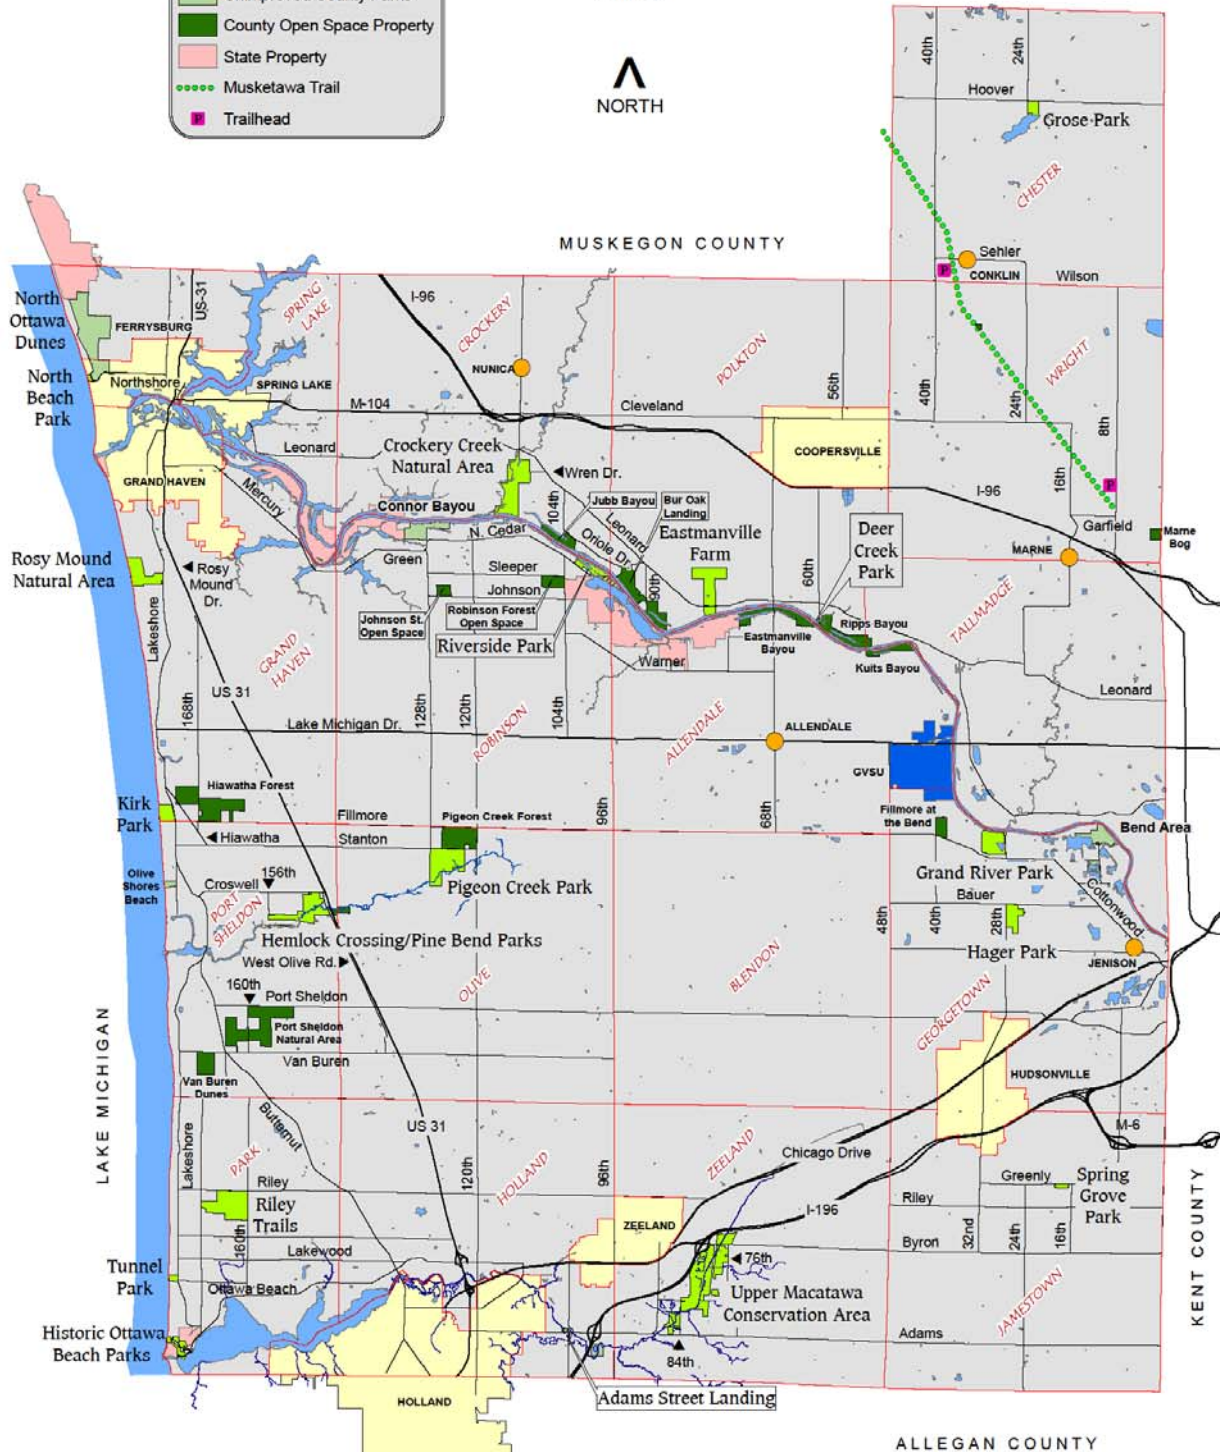 County Open Space Property
State Property
Musketawa Trail
P Trailhead
NORTH
40th
24th
Hoover
Grose Park
CHESTER
MUSKEGON COUNTY
Sehler
P
CONKLIN
Wilson
North
Ottawa
Dunes
US-31
FERRYSBURG
SPRING
LAKE
I-96
CROCKERY
NUNICA
POLKTON
56th
40th
24th
WRIGHT
8th
North
Beach
Park
Northshore
SPRING LAKE
M-104
Cleveland
COOPERSVILLE
Leonard
Crockery Creek
Natural Area
Wren Dr.
GRAND HAVEN
Mercury
Connor Bayou
104th
Jubb Bayou
Bur Oak
Landing
16th
P
I-96
N. Cedar
Oriole Dr.
Leonard
Eastmanville
Farm
Deer
Creek
Park
Garfield
Marne
Bog
MARNE
Rosy Mound
Natural Area
Rosy
Mound
Dr.
Green
Sleeper
Johnson
90th
60th
Lakeshore
Johnson St.
Open Space
Robinson Forest
Open Space
Riverside Park
TALLMADGE
GRAND
HAVEN
Eastmanville
Bayou
Ripps Bayou
Kuits Bayou
Warner
Leonard
168th
US 31
128th
120th
104th
Lake Michigan Dr.
ROBINSON
ALLENDALE
ALLENDALE
GVSU
Hiawatha Forest
Kirk
Park
Fillmore
Pigeon Creek Forest
96th
68th
Fillmore at
the Bend
Bend Area
Hiawatha
Stanton
Olive
Shores
Beach
156th
Croswell
Pigeon Creek Park
Grand River Park
Bauer
Cottonwood
PORT
SHELDON
48th
40th
28th
Hemlock Crossing/Pine Bend Parks
West Olive Rd.
Hager Park
JENISON
160th
Port Sheldon
OLIVE
BLENDON
GEORGETOWN
Port Sheldon
Natural Area
Van Buren
Van Buren
Dunes
HUDSONVILLE
LAKE MICHIGAN
Butternut
US 31
M-6
Lakeshore
PARK
120th
HOLLAND
96th
ZEELAND
Chicago Drive
Riley
Riley
Trails
Greenly
Spring
Grove
Park
Riley
I-196
ZEELAND
160th
Lakewood
Byron
32nd
24th
16th
Tunnel
Park
Ottawa Beach
76th
Upper Macatawa
Conservation Area
KENT COUNTY
JAMESTOWN
Historic Ottawa
Beach Parks
Adams
84th
Adams Street Landing
HOLLAND
ALLEGAN COUNTY